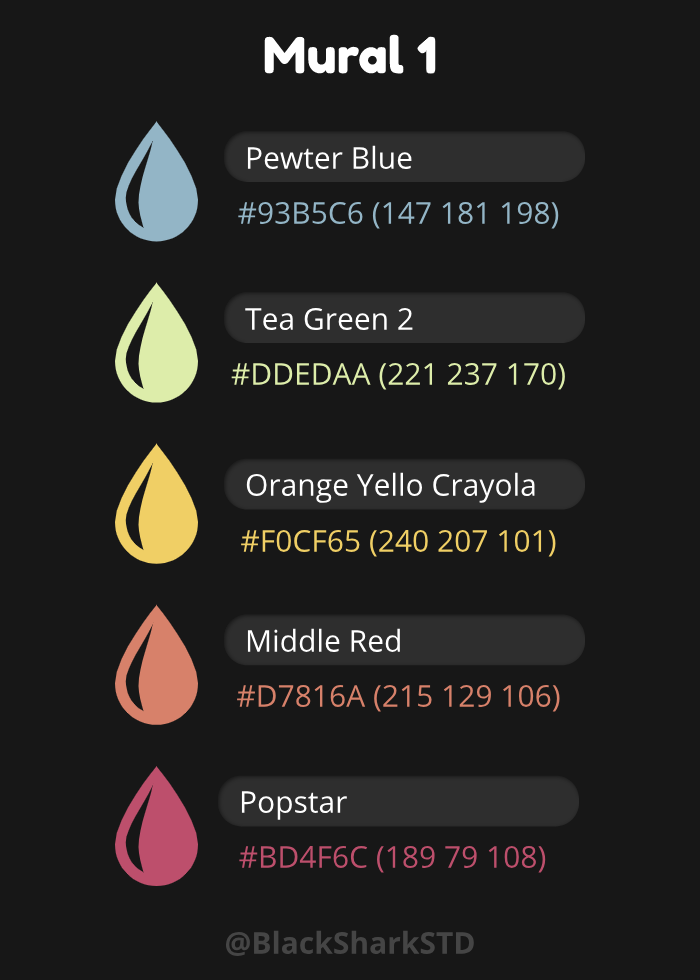 Mural 1
Pewter Blue
#93B5C6 (147 181 198)
Tea Green 2
#DDEDAA (221 237 170)
Orange Yello Crayola
#F0CF65 (240 207 101)
Middle Red
#D7816A (215 129 106)
Popstar
#BD4F6C (189 79 108)
@BlackSharkSTD